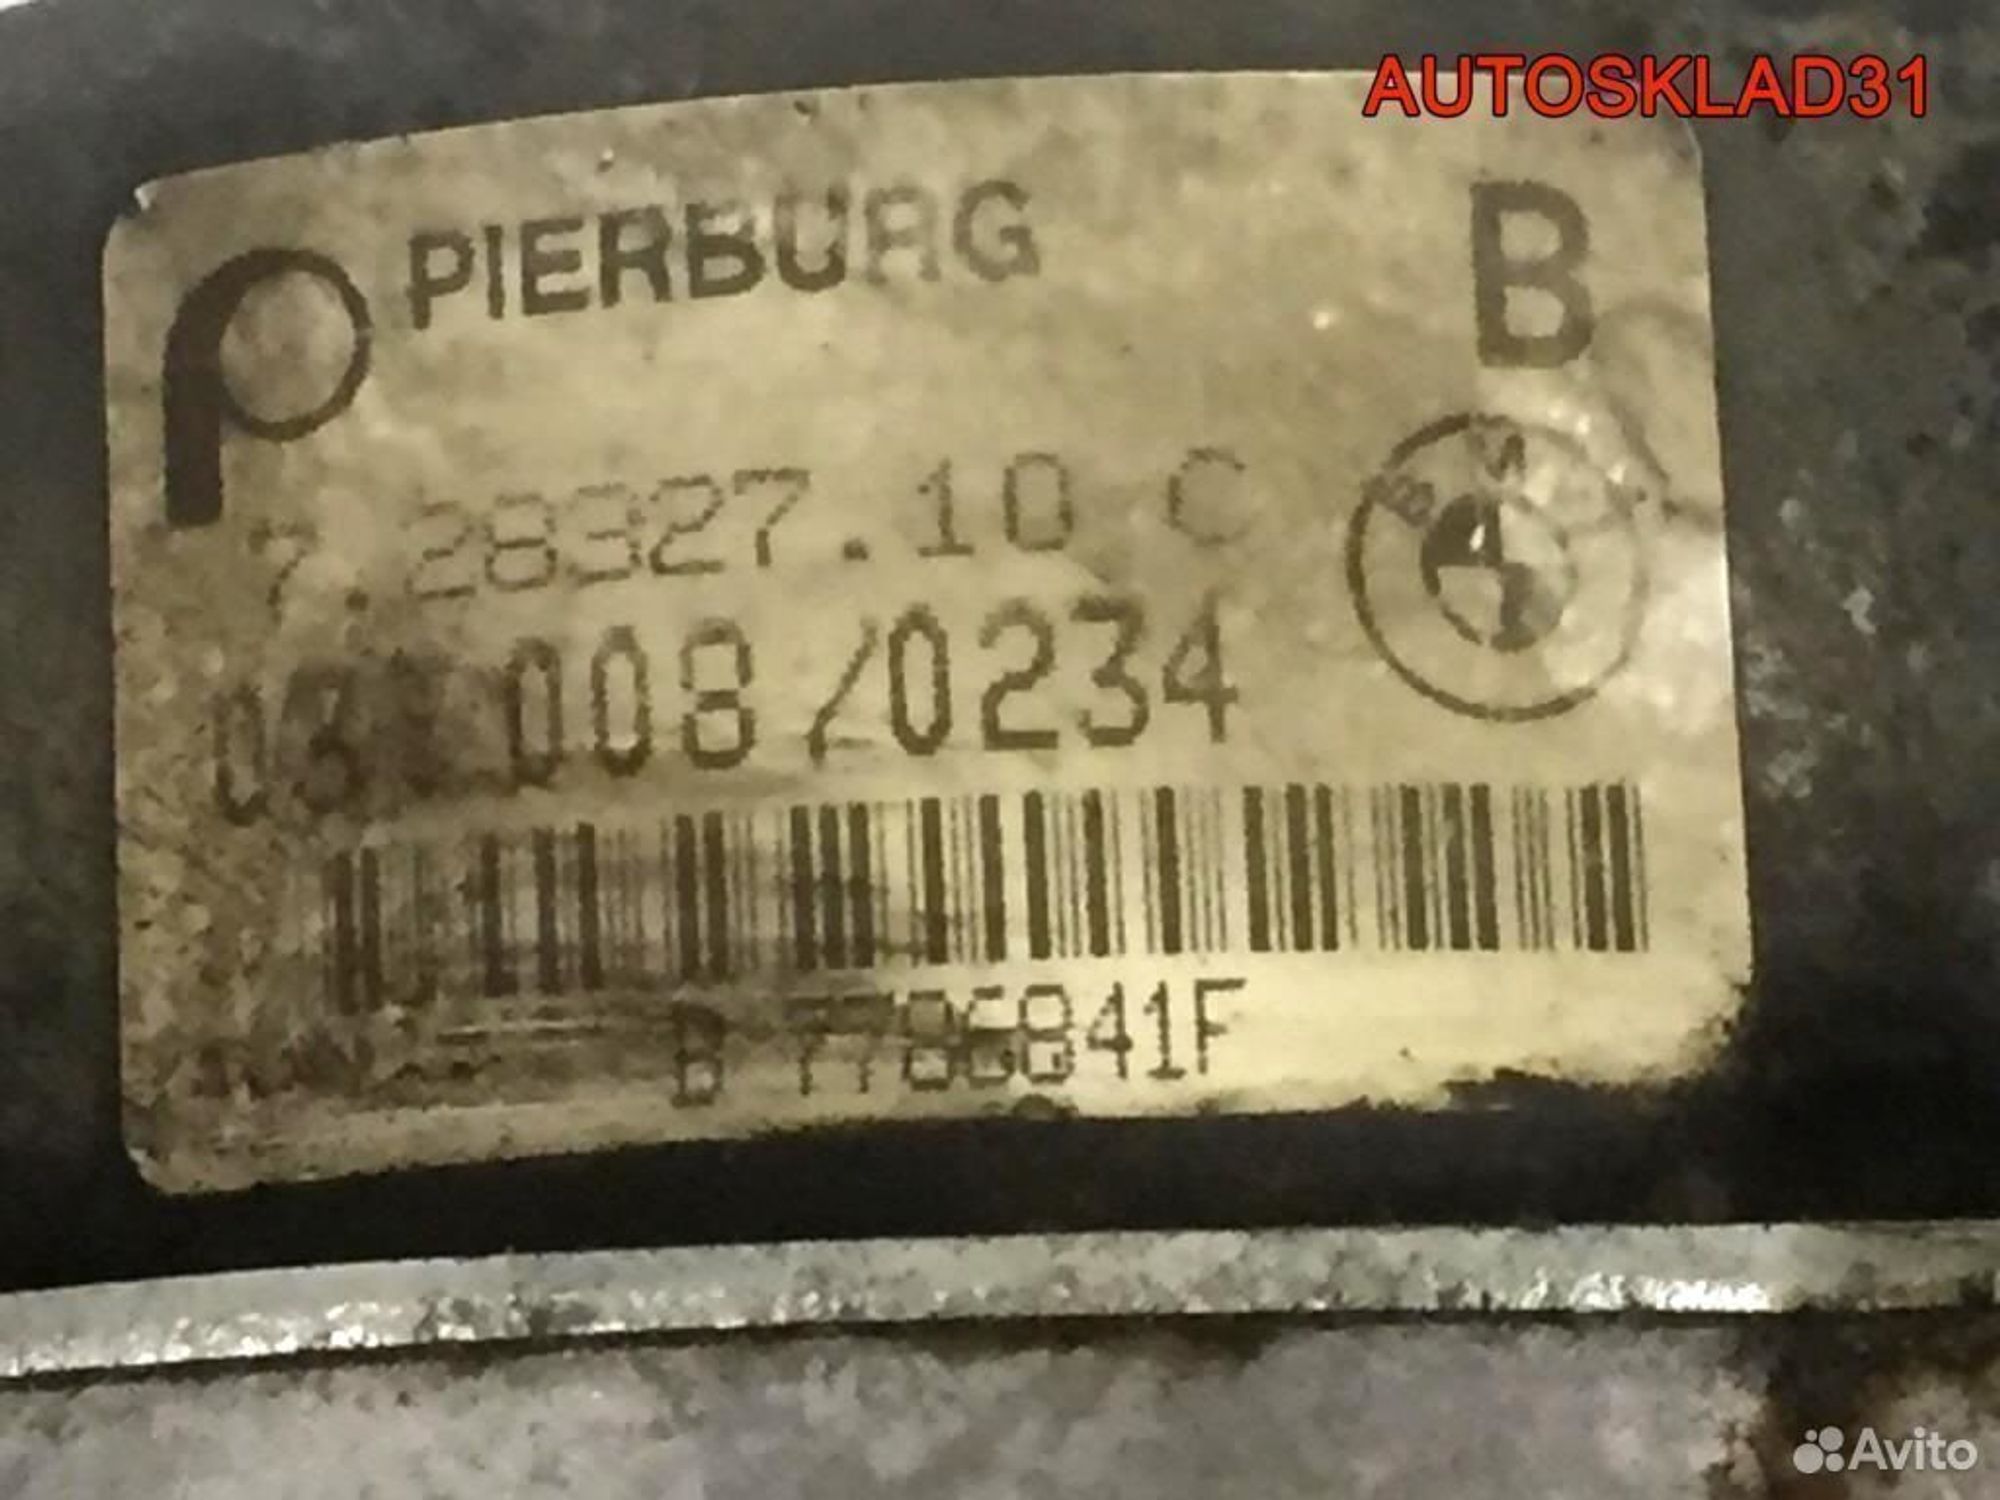 AUTOSKLAD31
PIERBURG
B
7.28327.10 C
008/0234
B 7786841F
Avito